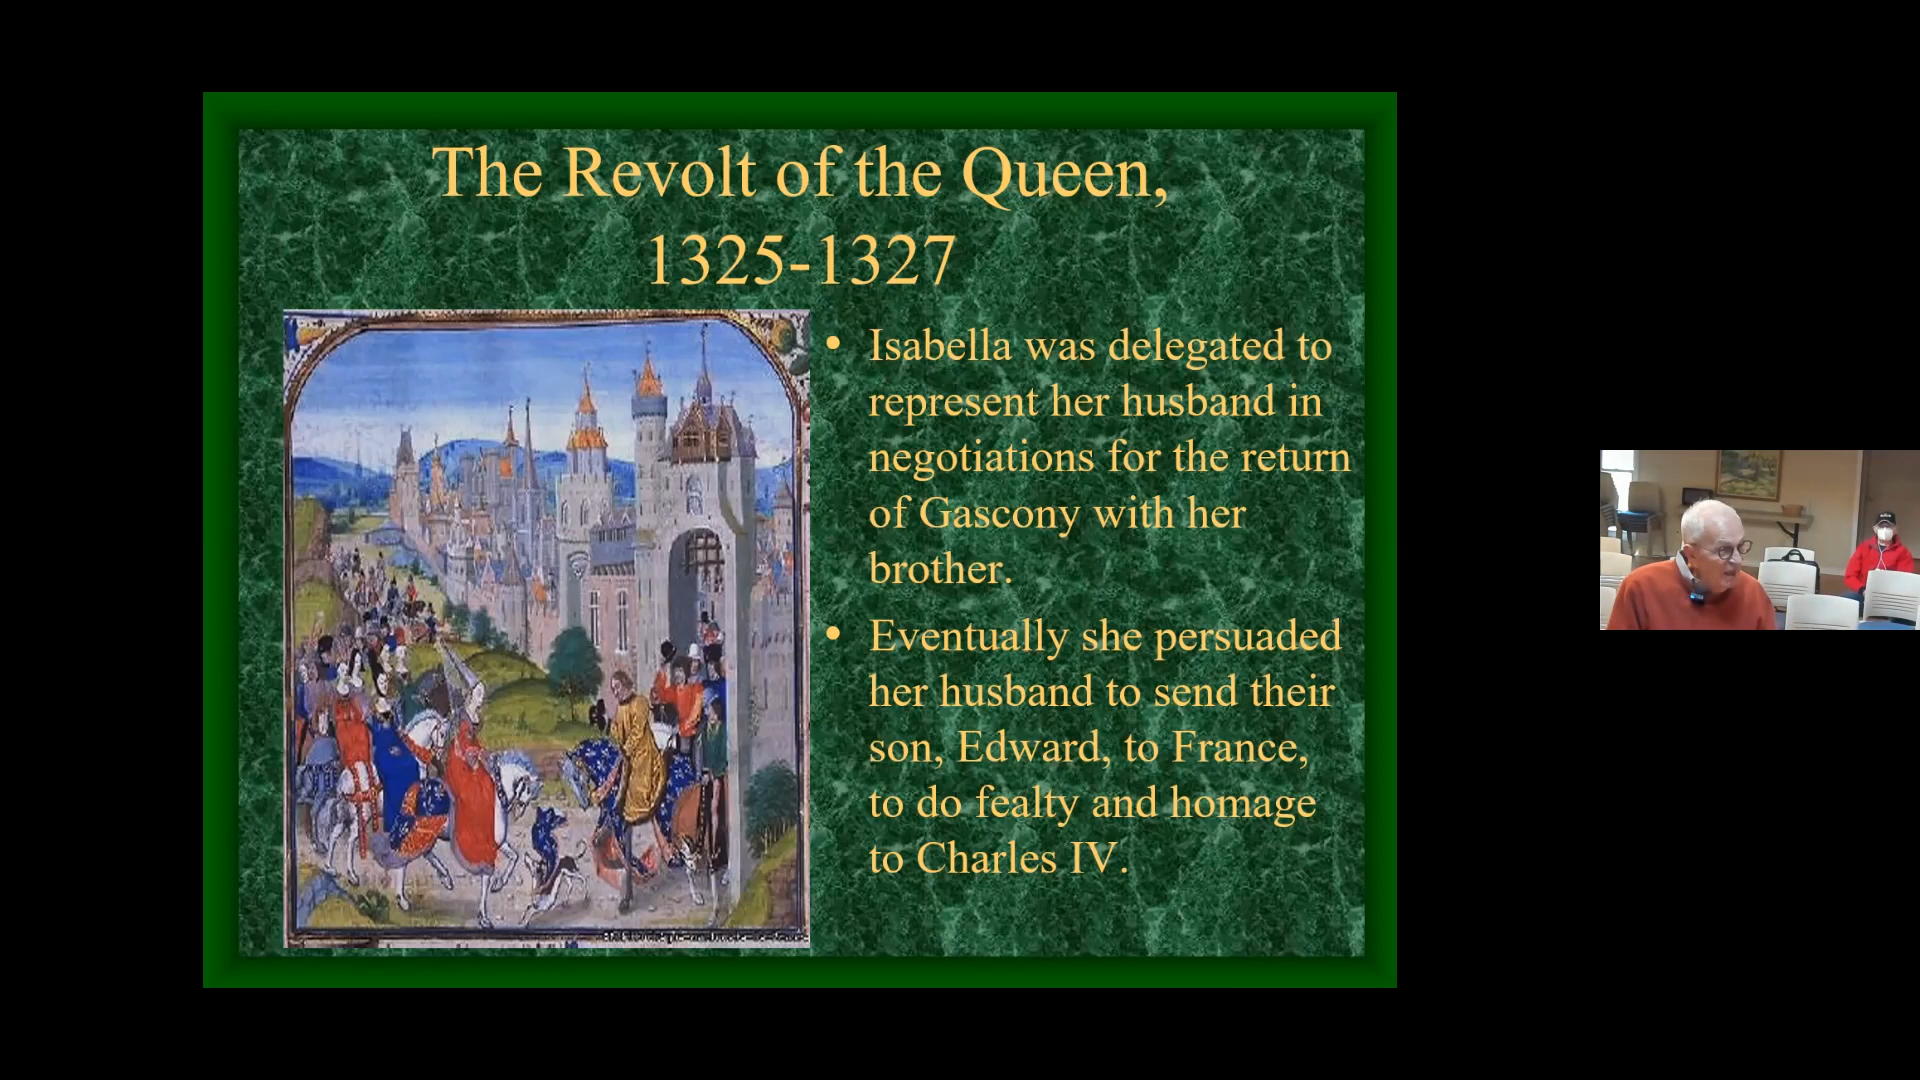 The Revolt of the Queen,
1325-1327
• Isabella was delegated to
represent her husband in
negotiations for the return
of Gascony with her
brother.
• Eventually she persuaded
her husband to send their
son, Edward, to France,
to do fealty and homage
to Charles IV.